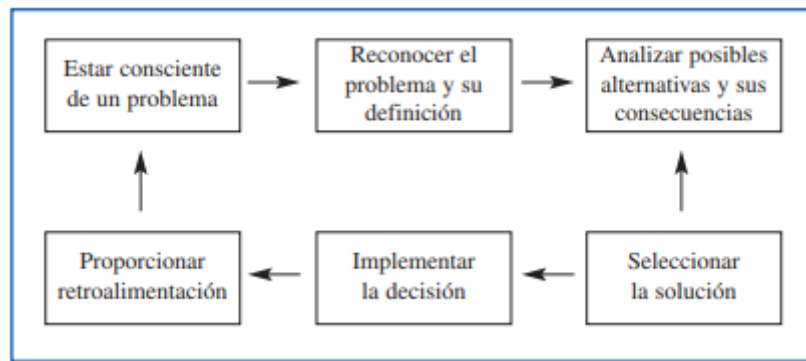 Estar consciente
de un problema
Reconocer el
problema y su
definición
Analizar posibles
alternativas y sus
consecuencias
Proporcionar
retroalimentación
Implementar
la decisión
Seleccionar
la solución